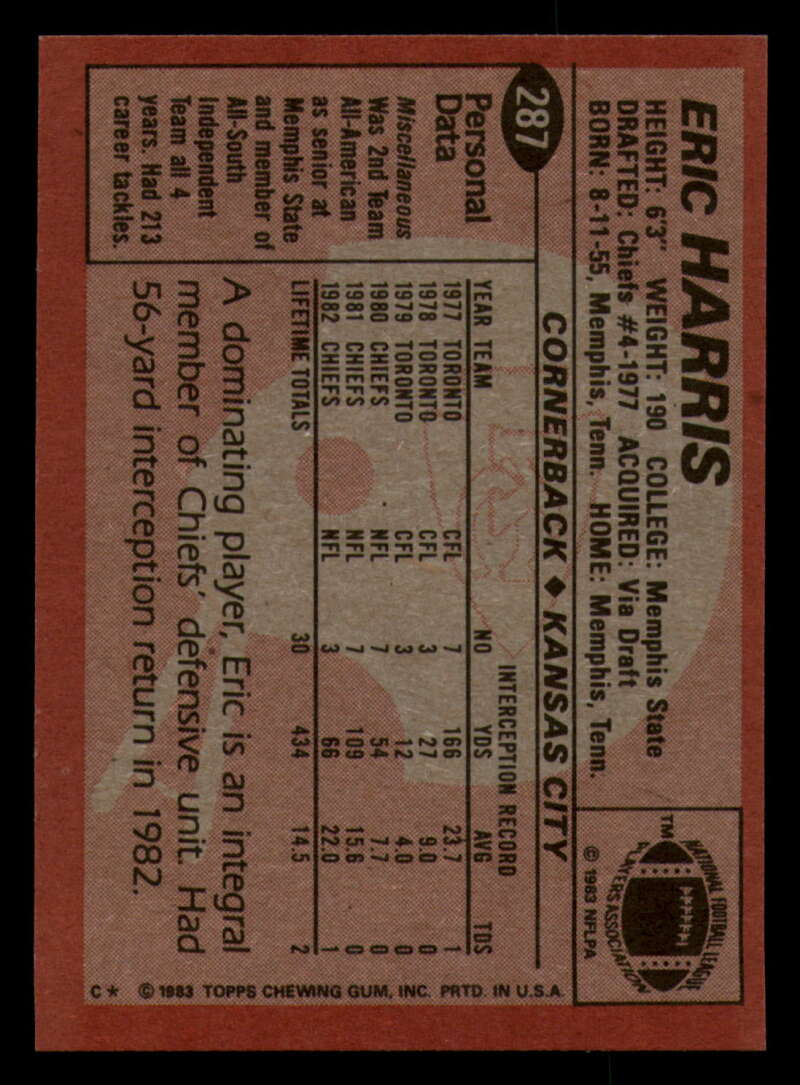 ERIC HARRIS
HEIGHT: 6'3" WEIGHT: 190 COLLEGE: Memphis State
DRAFTED: Chiefs #4-1977 ACQUIRED: Via Draft
BORN: 8-11-55, Memphis, Tenn. HOME: Memphis, Tenn.
NATIONAL FOOTBALL LEAGUE
PLAYERS ASSOCIATION
TM
© 1983 NFLPA
287
CORNERBACK ♦ KANSAS CITY
Personal
Data
Miscellaneous
Was 2nd Team
All-American
as senior at
Memphis State
and member of
All-South
Independent
Team all 4
years. Had 213
career tackles.
INTERCEPTION RECORD
YEAR TEAM NO YDS AVG TDS
1977 TORONTO CFL 7 166 23.7 1
1978 TORONTO CFL 3 27 9.0 0
1979 TORONTO CFL 3 12 4.0 0
1980 CHIEFS NFL 7 54 7.7 0
1981 CHIEFS NFL 7 109 15.6 0
1982 CHIEFS NFL 3 66 22.0 1
LIFETIME TOTALS 30 434 14.5 2
A dominating player, Eric is an integral
member of Chiefs' defensive unit. Had
56-yard interception return in 1982.
C* © 1983 TOPPS CHEWING GUM, INC. PRTD. IN U.S.A.